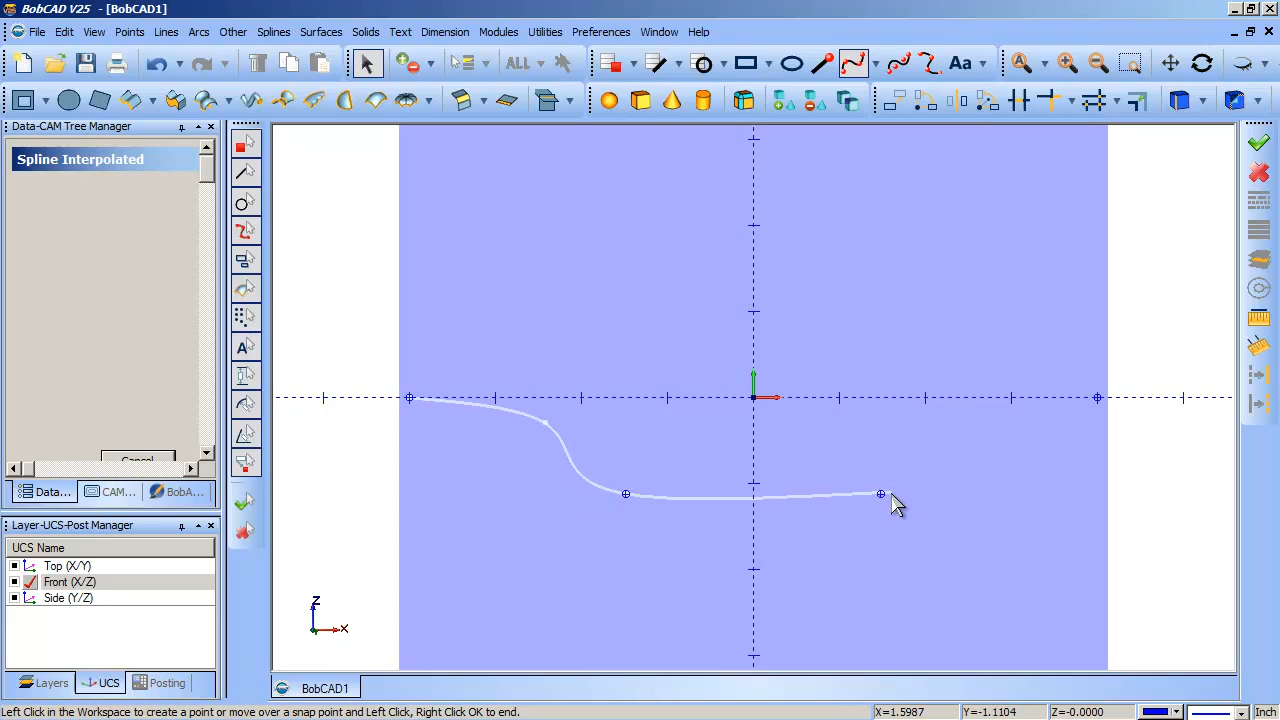 BobCAD V25 - [BobCAD1]
File Edit View Points Lines Arcs Other Splines Surfaces Solids Text Dimension Modules Utilities Preferences Window Help
ALL
Aa
Data-CAM Tree Manager
Spline Interpolated
Cancel
Data... CAM... BobA...
Layer-UCS-Post Manager
UCS Name
Top (X/Y)
Front (X/Z)
Side (Y/Z)
Layers UCS Posting
A
Z
X
BobCAD1
Left Click in the Workspace to create a point or move over a snap point and Left Click, Right Click OK to end.
X=1.5987 Y=-1.1104 Z=-0.0000 Inch